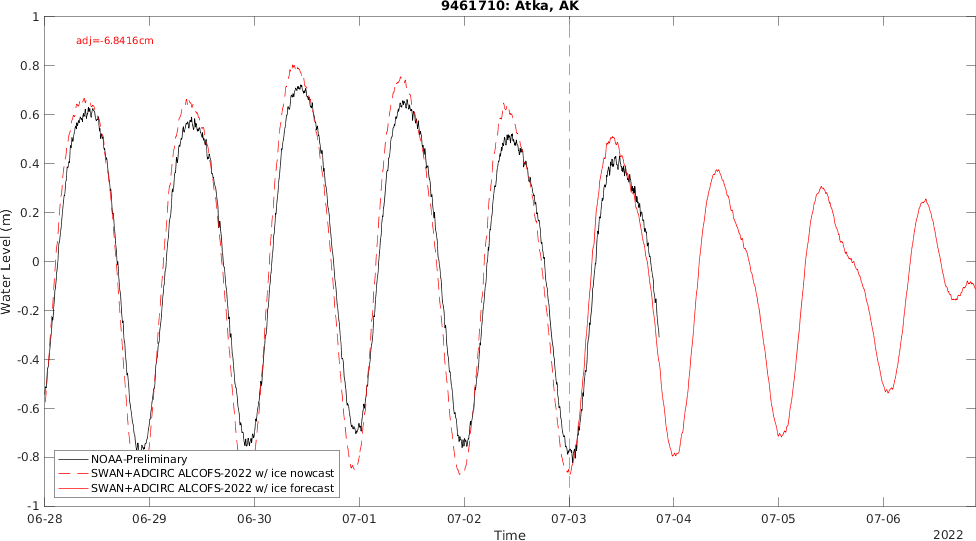 9461710: Atka, AK
adj=-6.8416cm
Water Level (m)
1
0.8
0.6
0.4
0.2
0
-0.2
-0.4
-0.6
-0.8
-1
NOAA-Preliminary
SWAN+ADCIRC ALCOFS-2022 w/ ice nowcast
SWAN+ADCIRC ALCOFS-2022 w/ ice forecast
06-28 06-29 06-30 07-01 07-02 07-03 07-04 07-05 07-06
Time
2022